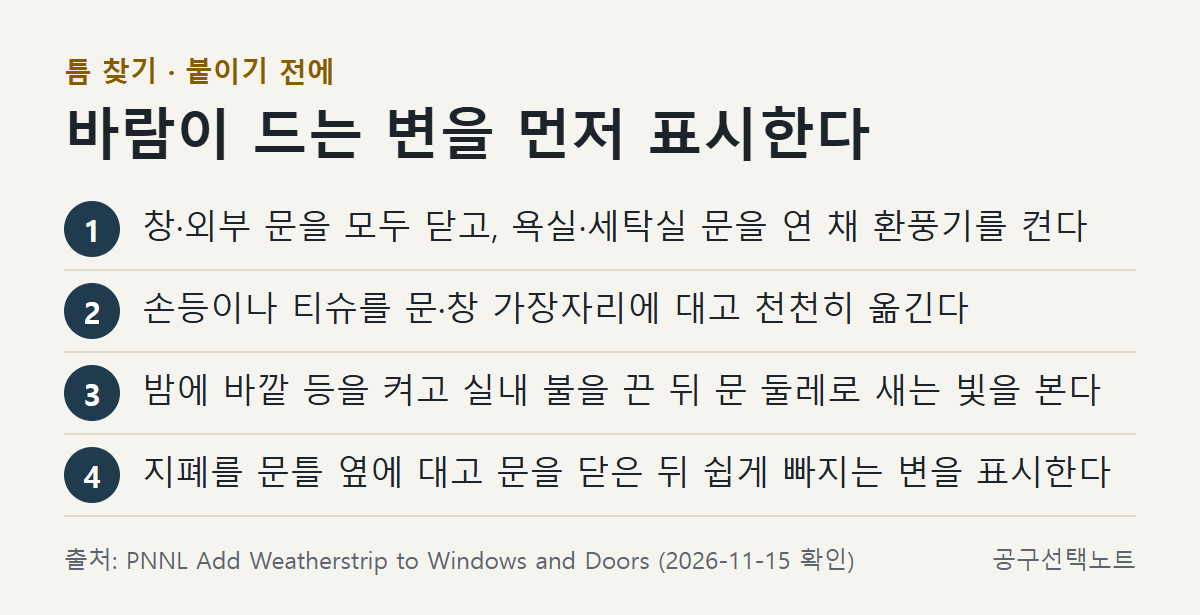 틈 찾기 · 붙이기 전에
바람이 드는 변을 먼저 표시한다
1 창·외부 문을 모두 닫고, 욕실·세탁실 문을 연 채 환풍기를 켠다
2 손등이나 티슈를 문·창 가장자리에 대고 천천히 옮긴다
3 밤에 바깥 등을 켜고 실내 불을 끈 뒤 문 둘레로 새는 빛을 본다
4 지폐를 문틀 옆에 대고 문을 닫은 뒤 쉽게 빠지는 변을 표시한다
출처: PNNL Add Weatherstrip to Windows and Doors (2026-11-15 확인) 공구선택노트